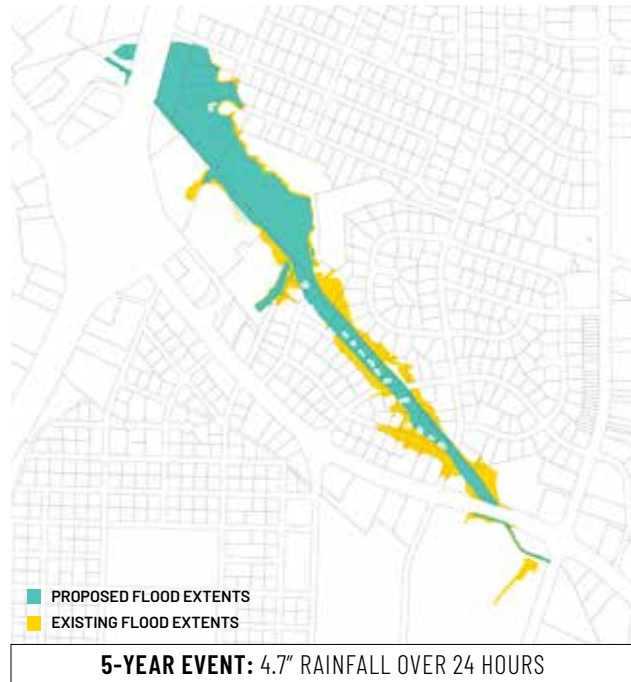 PROPOSED FLOOD EXTENTS
EXISTING FLOOD EXTENTS
5-YEAR EVENT: 4.7" RAINFALL OVER 24 HOURS